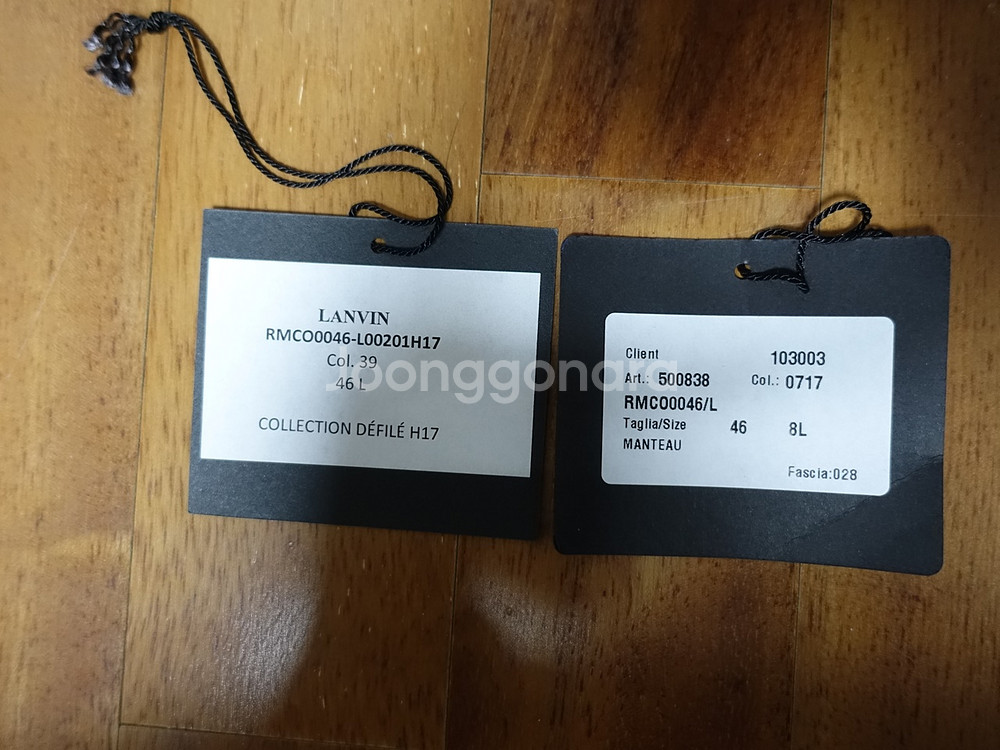 LANVIN
RMCO0046-L00201H17
Col. 39
46 L
COLLECTION DÉFILÉ H17
Client 103003
Art.: 500838 Col.: 0717
RMCO0046/L
Taglia/Size 46 8L
MANTEAU
Fascia:028
Joonggonara